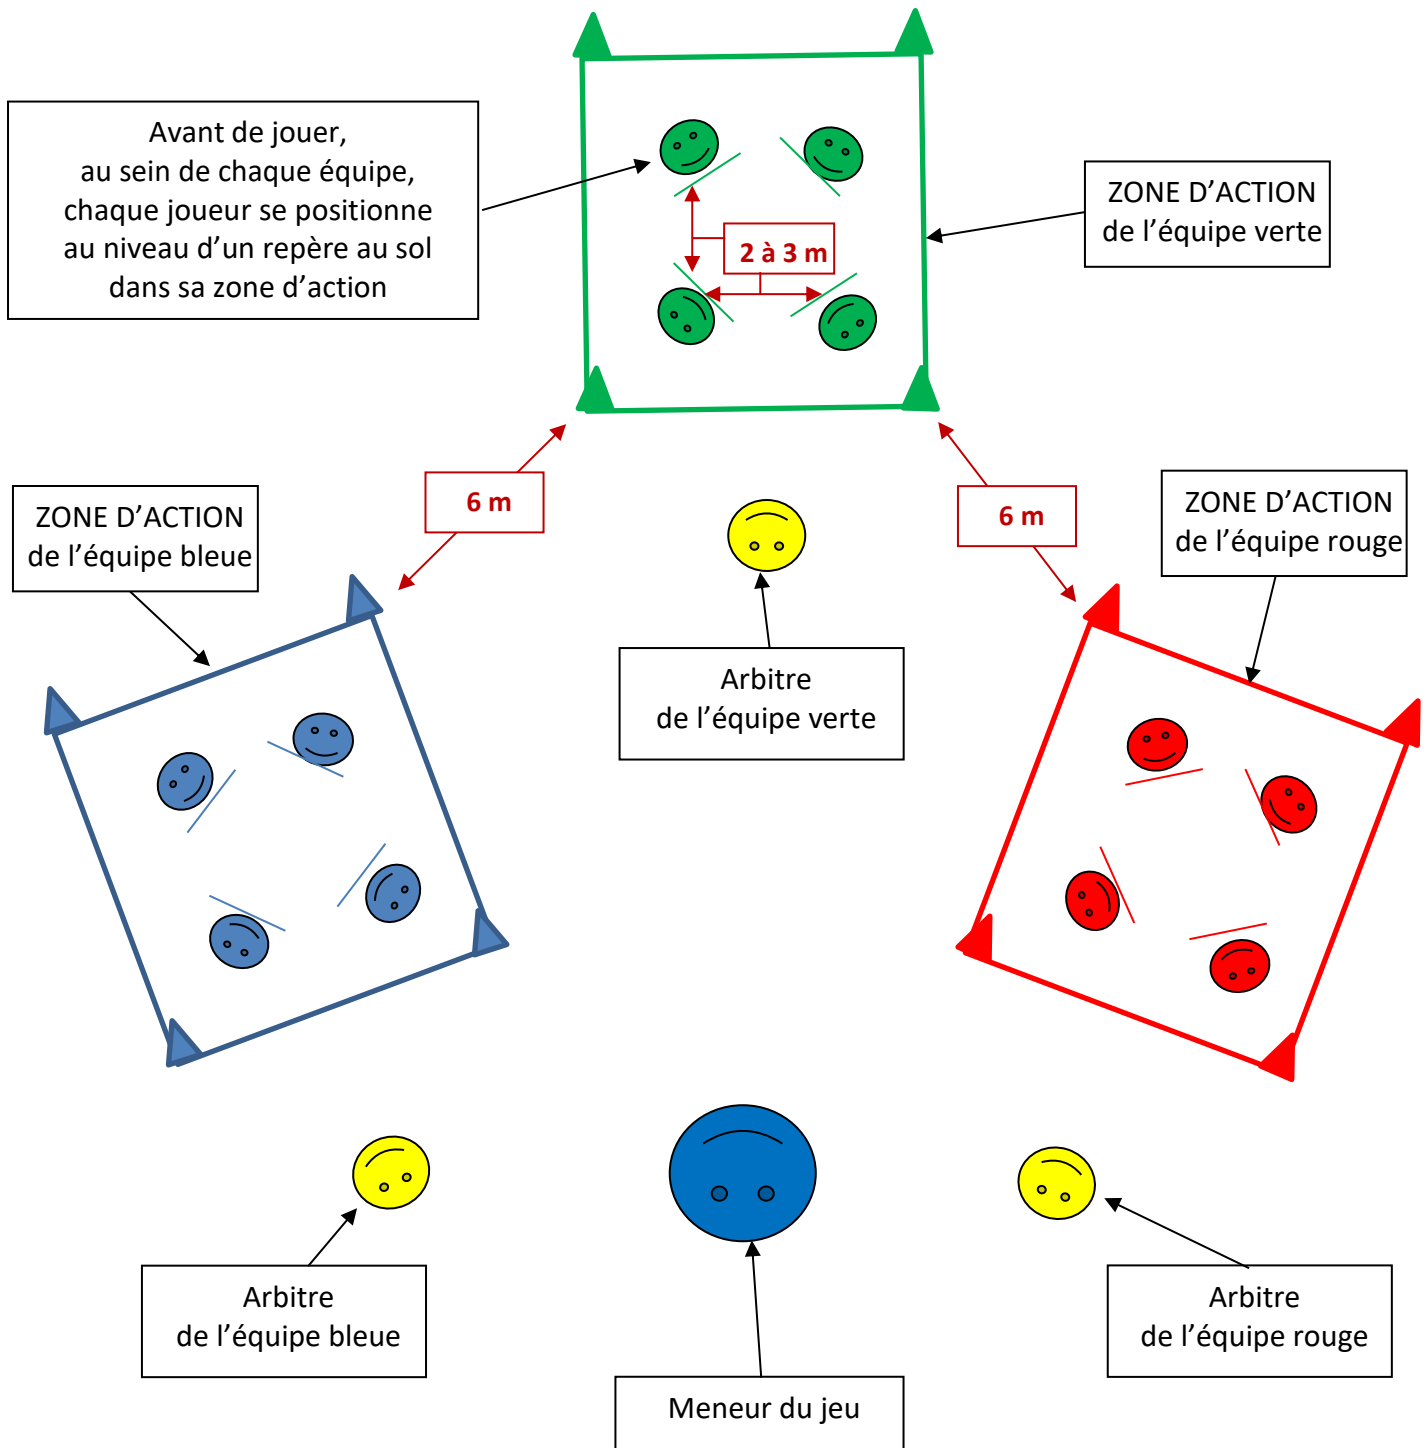 Avant de jouer,
au sein de chaque équipe,
chaque joueur se positionne
au niveau d’un repère au sol
dans sa zone d’action
ZONE D’ACTION
de l’équipe verte
2 à 3 m
6 m
6 m
ZONE D’ACTION
de l’équipe bleue
ZONE D’ACTION
de l’équipe rouge
Arbitre
de l’équipe verte
Arbitre
de l’équipe bleue
Arbitre
de l’équipe rouge
Meneur du jeu